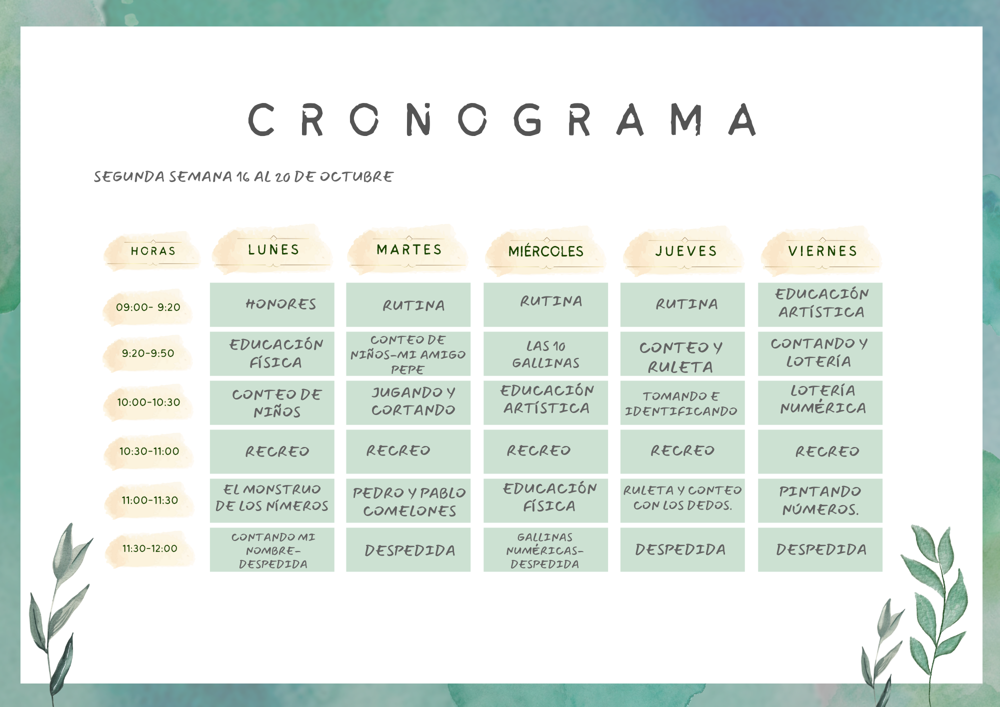 CRONOGRAMA
SEGUNDA SEMANA 16 AL 20 DE OCTUBRE
HORAS
LUNES
MARTES
MIÉRCOLES
JUEVES
VIERNES
09:00- 9:20
HONORES
RUTINA
RUTINA
RUTINA
EDUCACIÓN
ARTÍSTICA
9:20-9:50
EDUCACIÓN
FÍSICA
CONTEO DE
NIÑOS-MI AMIGO
PEPE
LAS 10
GALLINAS
CONTEO Y
RULETA
CONTANDO Y
LOTERÍA
10:00-10:30
CONTEO DE
NIÑOS
JUGANDO Y
CORTANDO
EDUCACIÓN
ARTÍSTICA
TOMANDO E
IDENTIFICANDO
LOTERÍA
NUMÉRICA
10:30-11:00
RECREO
RECREO
RECREO
RECREO
RECREO
11:00-11:30
EL MONSTRUO
DE LOS NÍMEROS
PEDRO Y PABLO
COMELONES
EDUCACIÓN
FÍSICA
RULETA Y CONTEO
CON LOS DEDOS.
PINTANDO
NÚMEROS.
11:30-12:00
CONTANDO MI
NOMBRE-
DESPEDIDA
DESPEDIDA
GALLINAS
NUMÉRICAS-
DESPEDIDA
DESPEDIDA
DESPEDIDA